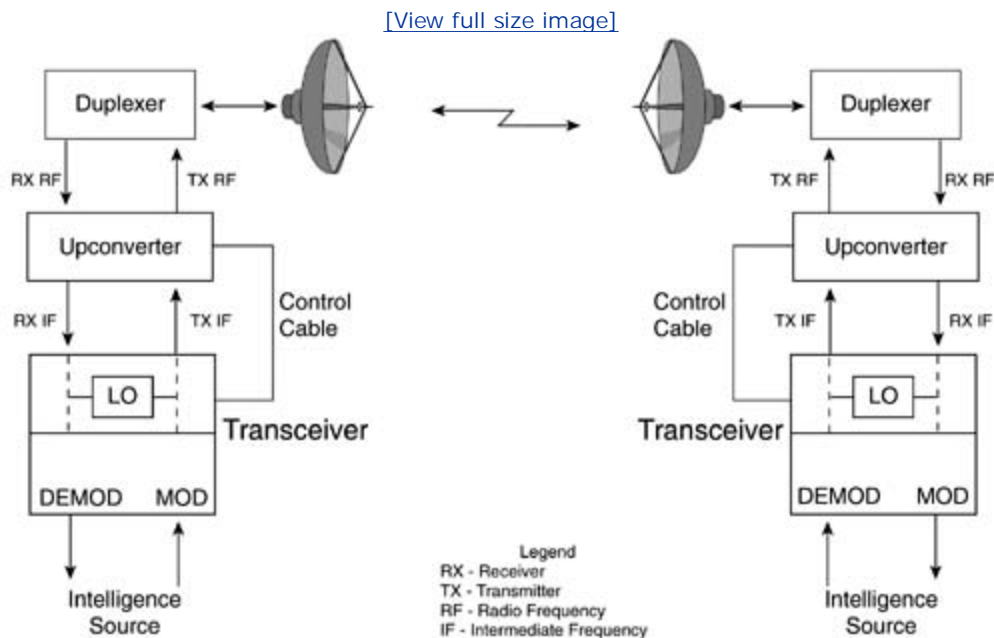 [View full size image]
Duplexer
Duplexer
RX RF
TX RF
TX RF
RX RF
Upconverter
Upconverter
Control
Cable
Control
Cable
RX IF
TX IF
TX IF
RX IF
LO
LO
Transceiver
Transceiver
DEMOD
MOD
DEMOD
MOD
Intelligence
Source
Intelligence
Source
Legend
RX - Receiver
TX - Transmitter
RF - Radio Frequency
IF - Intermediate Frequency